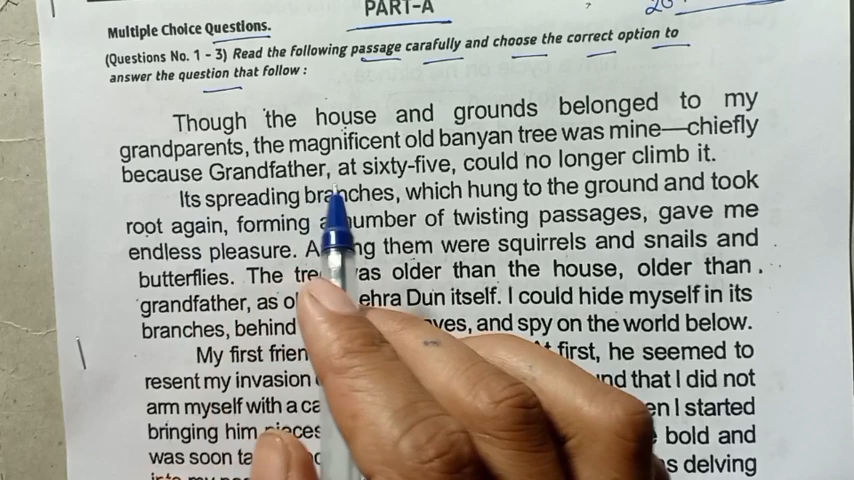 PART-A
Multiple Choice Questions.
(Questions No. 1 - 3) Read the following passage carafully and choose the correct option to
answer the question that follow :
Though the house and grounds belonged to my
grandparents, the magnificent old banyan tree was mine—chiefly
because Grandfather, at sixty-five, could no longer climb it.
Its spreading branches, which hung to the ground and took
root again, forming a number of twisting passages, gave me
endless pleasure. A ng them were squirrels and snails and
butterflies. The tre was older than the house, older than
grandfather, as ol ehra Dun itself. I could hide myself in its
branches, behind ves, and spy on the world below.
My first frien At first, he seemed to
resent my invasion nd that I did not
arm myself with a ca en I started
bringing him pieces bold and
was soon ta s delving
into my